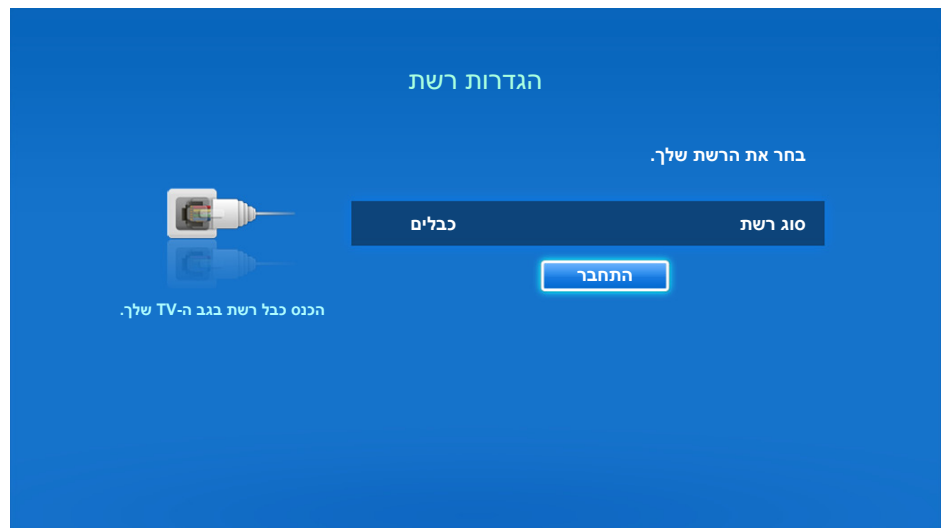 הגדרות רשת
בחר את הרשת שלך.
סוג רשת כבלים
התחבר
הכנס כבל רשת בגב ה-TV שלך.